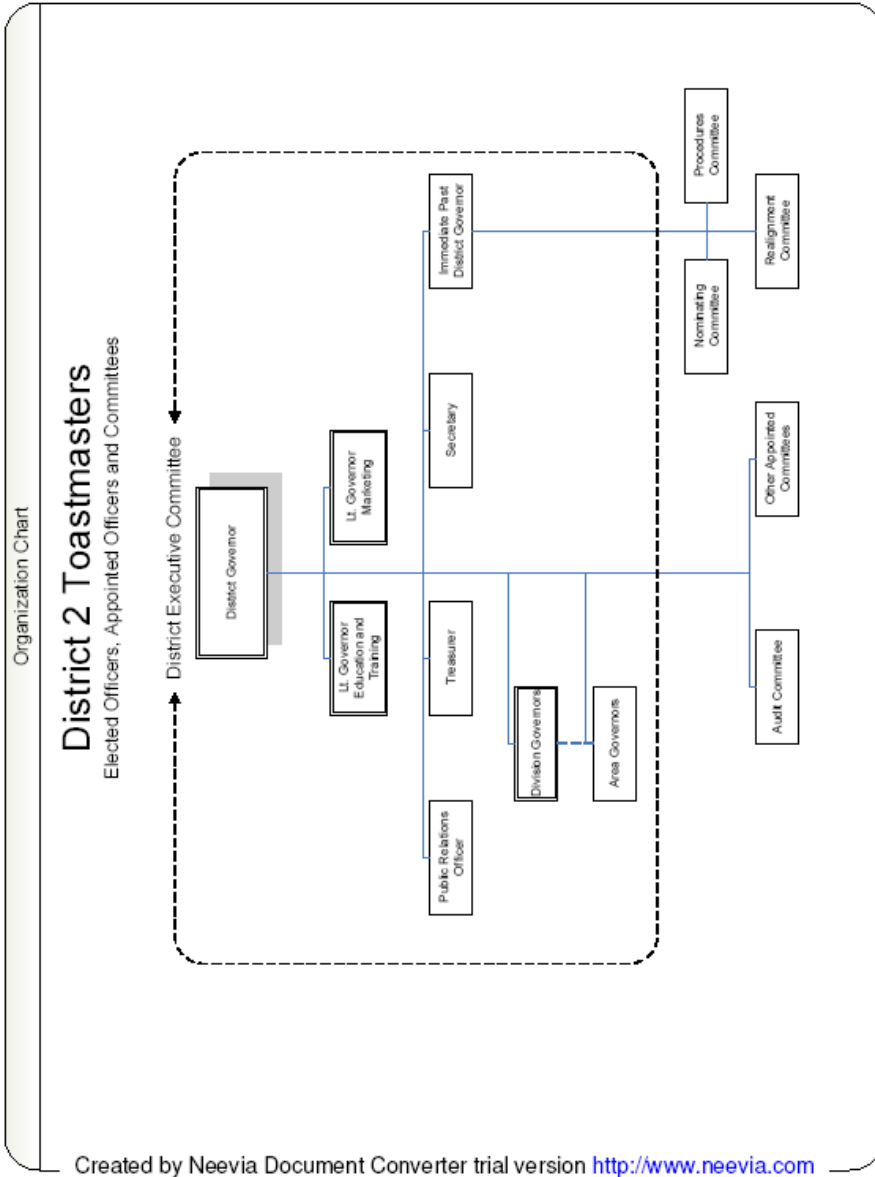 Organization Chart
District 2 Toastmasters
Elected Officers, Appointed Officers and Committees
District Executive Committee
District Governor
Lt. Governor
Education and
Training
Lt. Governor
Marketing
Public Relations
Officer
Treasurer
Secretary
Immediate Past
District Governor
Division Governors
Area Governors
Nominating
Committee
Procedures
Committee
Realignment
Committee
Audit Committee
Other Appointed
Committees
Created by Neevia Document Converter trial version http://www.neevia.com